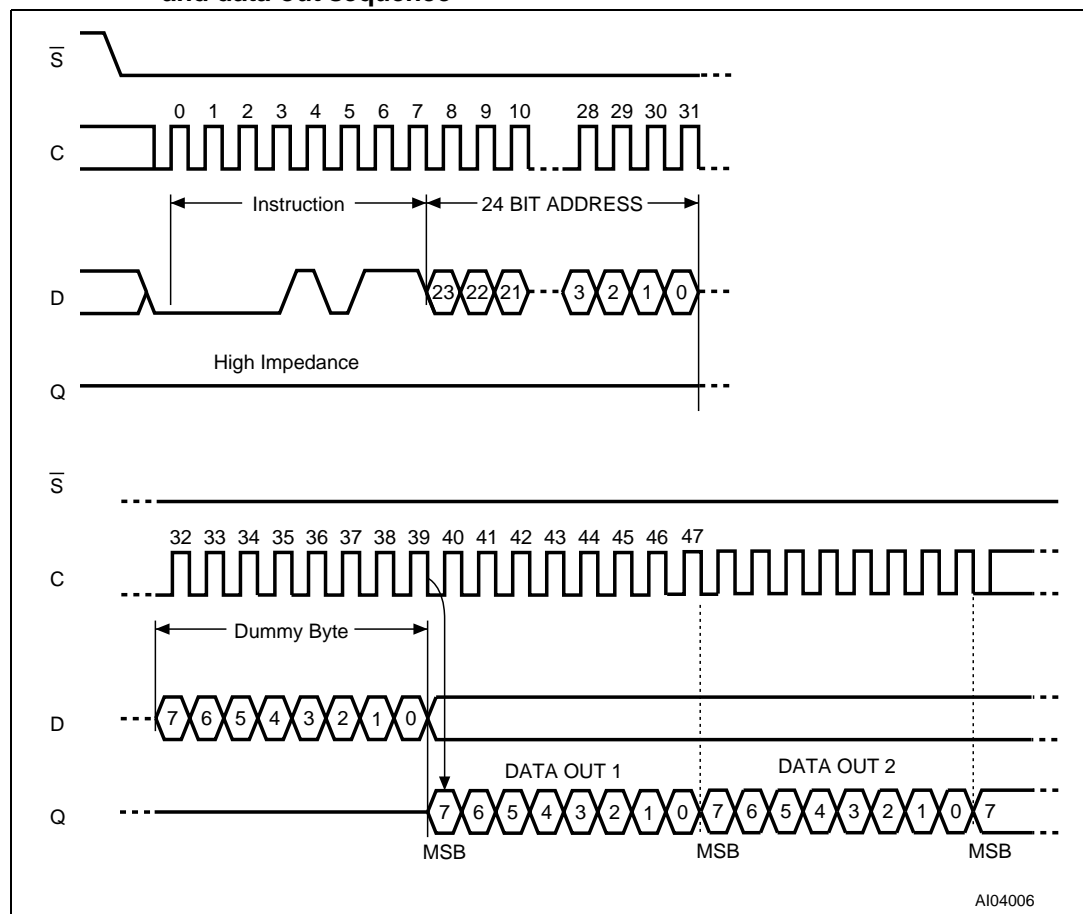 and data-out sequence
S
0 1 2 3 4 5 6 7 8 9 10 28 29 30 31
C
Instruction 24 BIT ADDRESS
D 23 22 21 3 2 1 0
High Impedance
Q
S
32 33 34 35 36 37 38 39 40 41 42 43 44 45 46 47
C
Dummy Byte
D 7 6 5 4 3 2 1 0
DATA OUT 1 DATA OUT 2
Q 7 6 5 4 3 2 1 0 7 6 5 4 3 2 1 0 7
MSB MSB MSB
AI04006